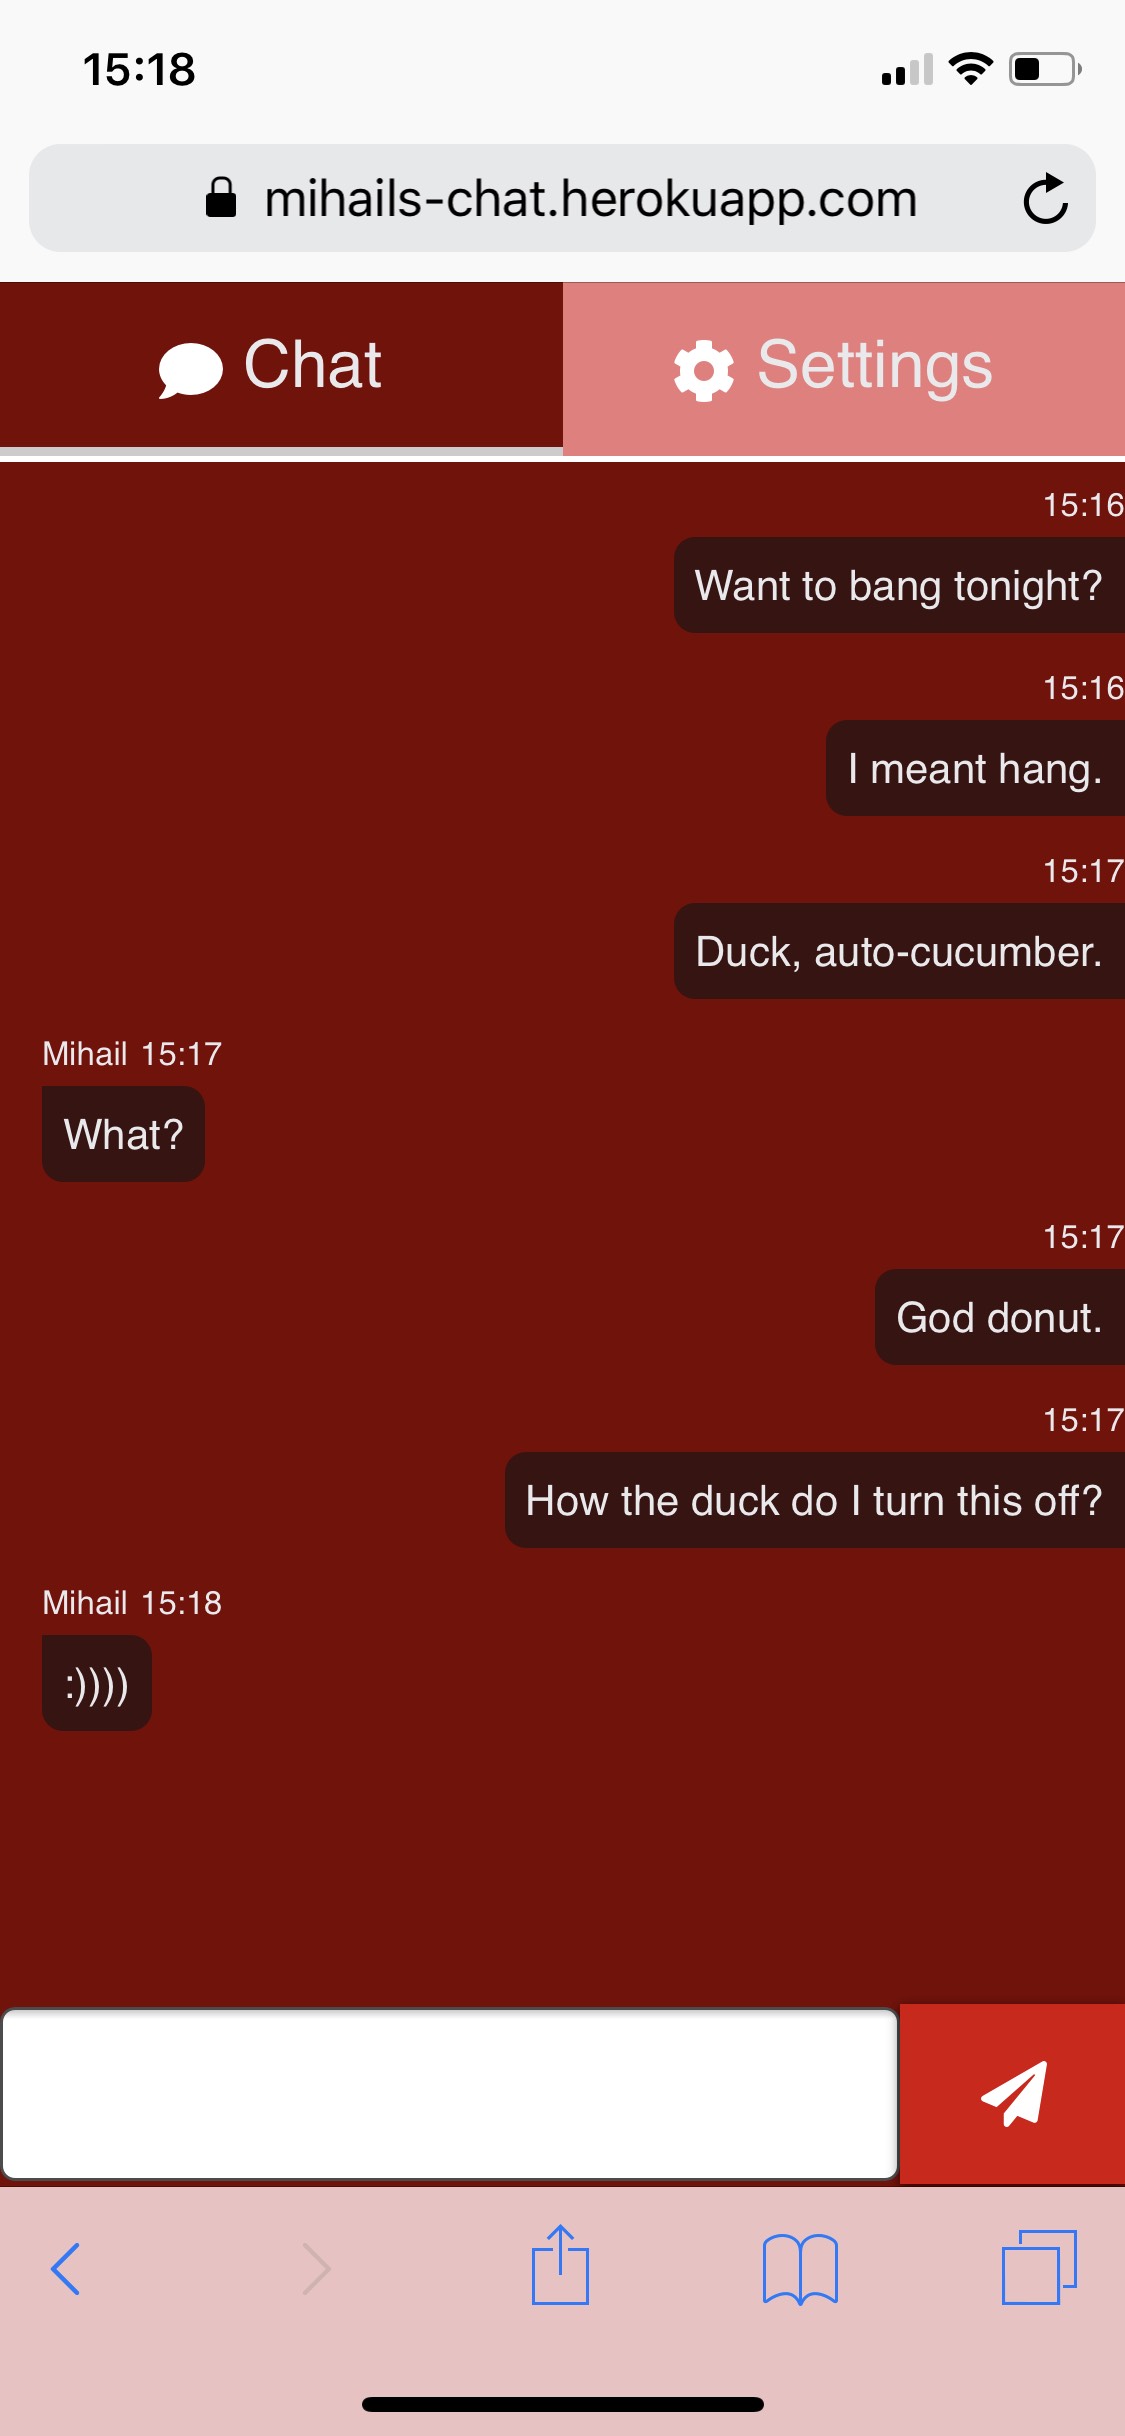 15:18
mihails-chat.herokuapp.com
Chat
Settings
15:16
Want to bang tonight?
15:16
I meant hang.
15:17
Duck, auto-cucumber.
Mihail 15:17
What?
15:17
God donut.
15:17
How the duck do I turn this off?
Mihail 15:18
:))))